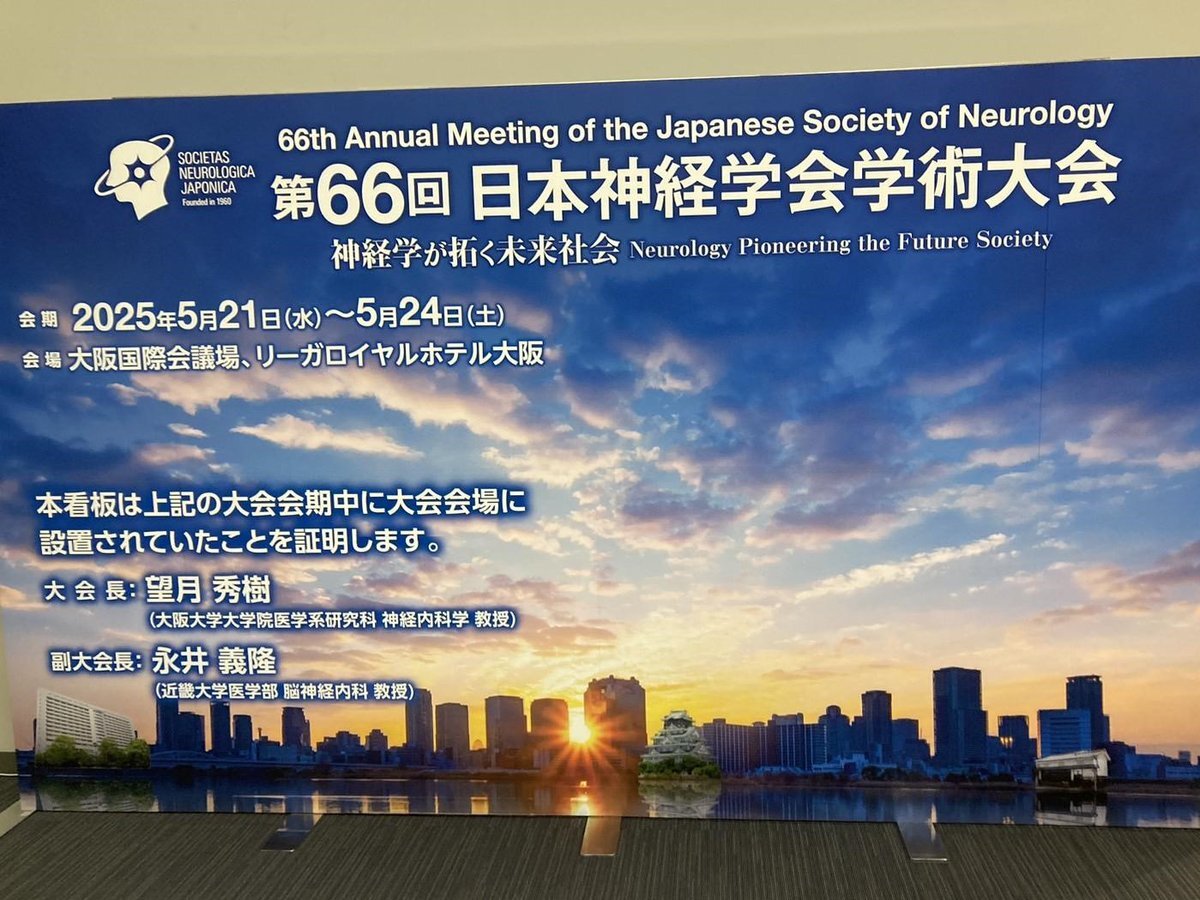 66th Annual Meeting of the Japanese Society of Neurology
SOCIETAS
NEUROLOGICA
JAPONICA
Founded in 1960
第66回 日本神経学会学術大会
神経学が拓く未来社会 Neurology Pioneering the Future Society
会期 2025年5月21日(水)〜5月24日(土)
会場 大阪国際会議場、リーガロイヤルホテル大阪
本看板は上記の大会会期中に大会会場に
設置されていたことを証明します。
大会長:望月 秀樹
(大阪大学大学院医学系研究科 神経内科学 教授)
副大会長:永井 義隆
(近畿大学医学部 脳神経内科 教授)